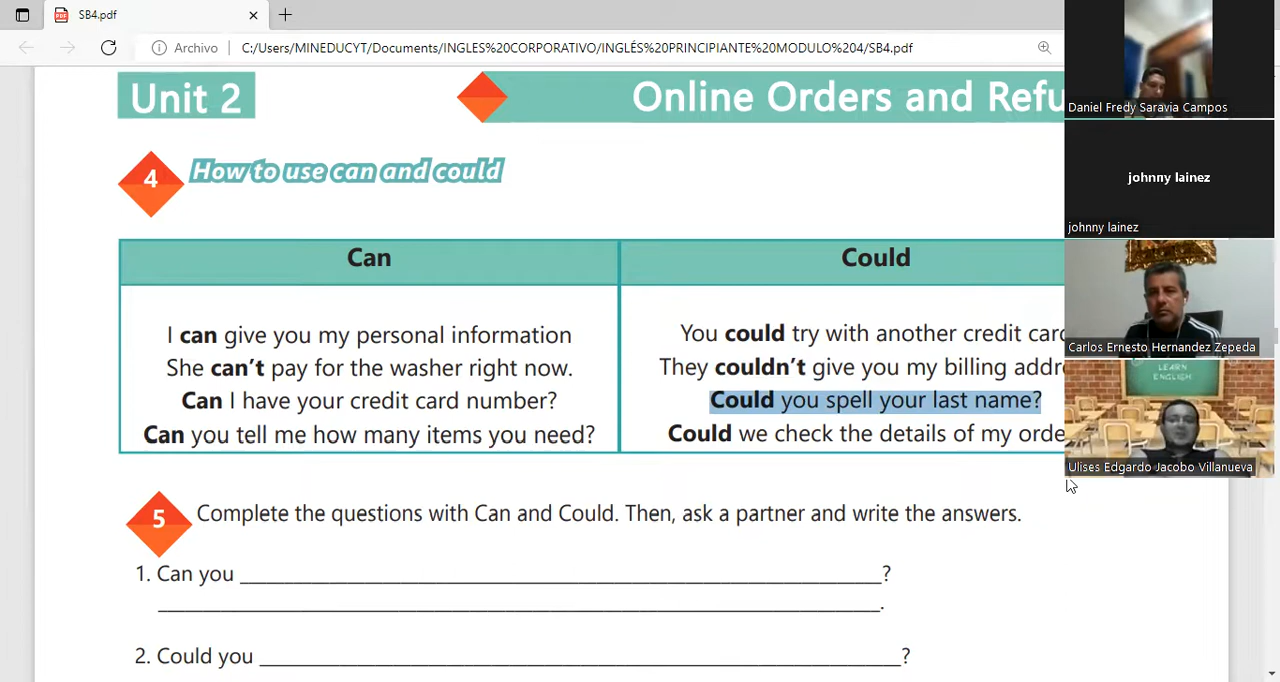 SB4.pdf
Archivo
C:/Users/MINEDUCYT/Documents/INGLES%20CORPORATIVO/INGLÉS%20PRINCIPIANTE%20MODULO%204/SB4.pdf
Unit 2
Online Orders and Refu
4
How to use can and could
Can
Could
I can give you my personal information
She can't pay for the washer right now.
Can I have your credit card number?
Can you tell me how many items you need?
You could try with another credit card
They couldn't give you my billing addre
Could you spell your last name?
Could we check the details of my orde
5
Complete the questions with Can and Could. Then, ask a partner and write the answers.
1. Can you ______________________________?
______________________________.
2. Could you ______________________________?
Daniel Fredy Saravia Campos
johnny lainez
johnny lainez
Carlos Ernesto Hernandez Zepeda
LEARN
ENGLISH
Ulises Edgardo Jacobo Villanueva